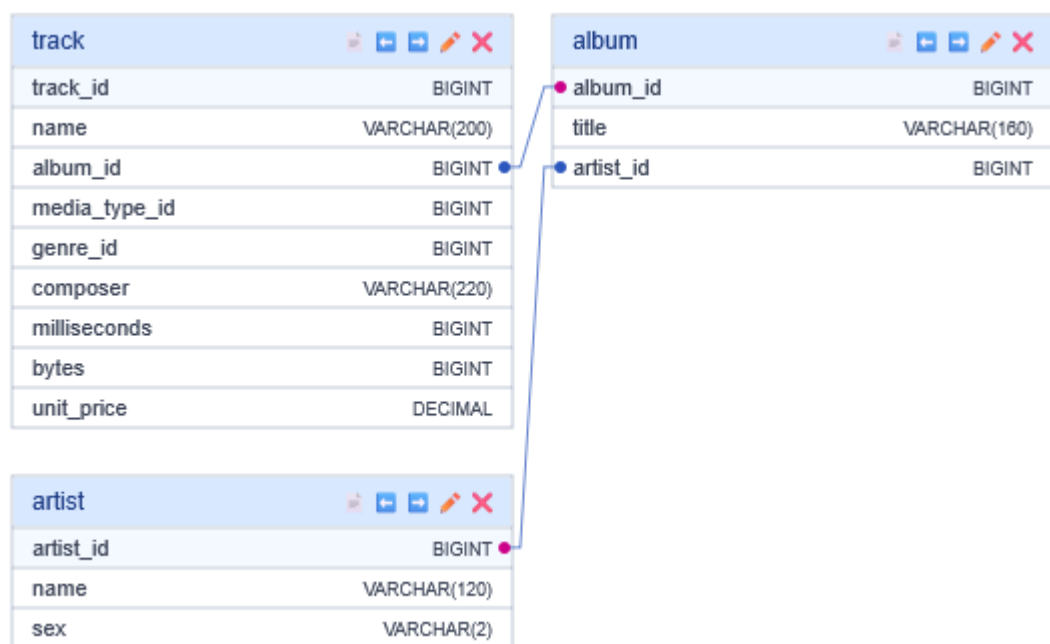 track
track_id BIGINT
name VARCHAR(200)
album_id BIGINT
media_type_id BIGINT
genre_id BIGINT
composer VARCHAR(220)
milliseconds BIGINT
bytes BIGINT
unit_price DECIMAL
album
album_id BIGINT
title VARCHAR(160)
artist_id BIGINT
artist
artist_id BIGINT
name VARCHAR(120)
sex VARCHAR(2)